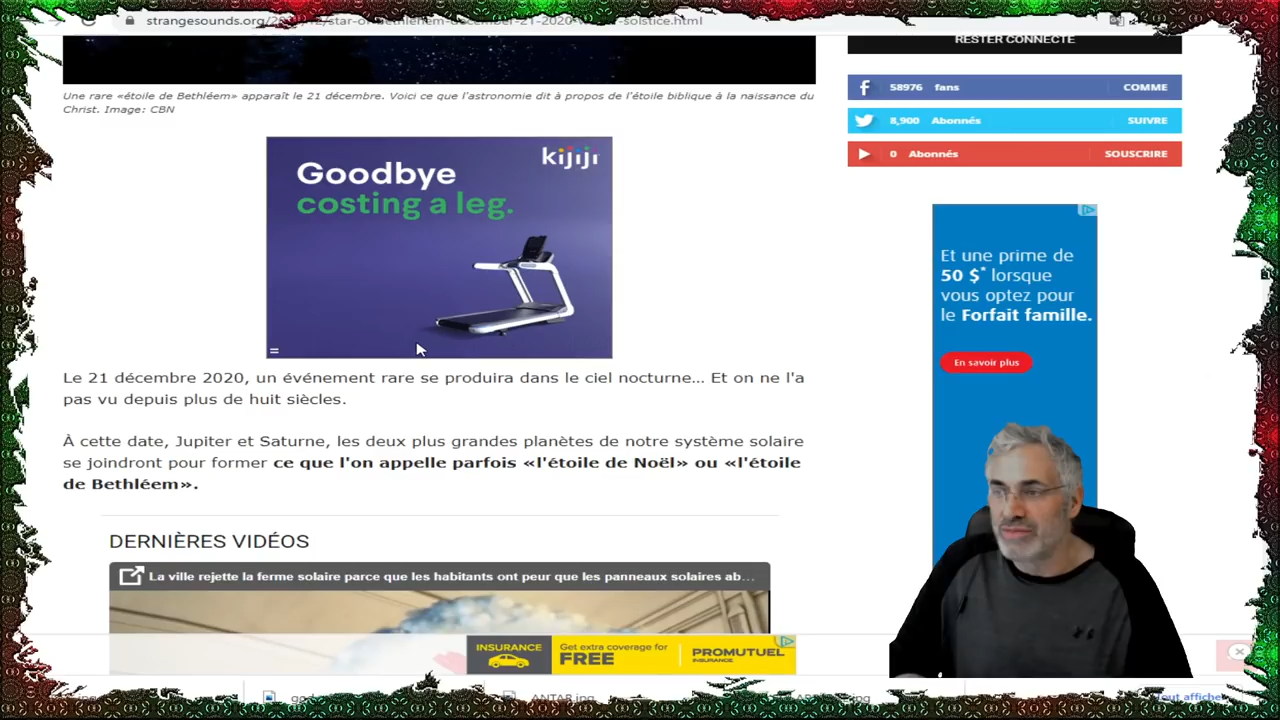 strangesounds.org/
RESTER CONNECTÉ
Une rare «étoile de Bethléem» apparaît le 21 décembre. Voici ce que l'astronomie dit à propos de l'étoile biblique à la naissance du
Christ. Image: CBN
58976 fans COMME
8,900 Abonnés SUIVRE
0 Abonnés SOUSCRIRE
kijiji
Goodbye
costing a leg.
Et une prime de
50 $* lorsque
vous optez pour
le Forfait famille.
En savoir plus
Le 21 décembre 2020, un événement rare se produira dans le ciel nocturne... Et on ne l'a
pas vu depuis plus de huit siècles.
À cette date, Jupiter et Saturne, les deux plus grandes planètes de notre système solaire
se joindront pour former ce que l'on appelle parfois «l'étoile de Noël» ou «l'étoile
de Bethléem».
DERNIÈRES VIDÉOS
La ville rejette la ferme solaire parce que les habitants ont peur que les panneaux solaires ab...
INSURANCE
Get extra coverage for
FREE
PROMUTUEL
INSURANCE
ANTAR.jpg